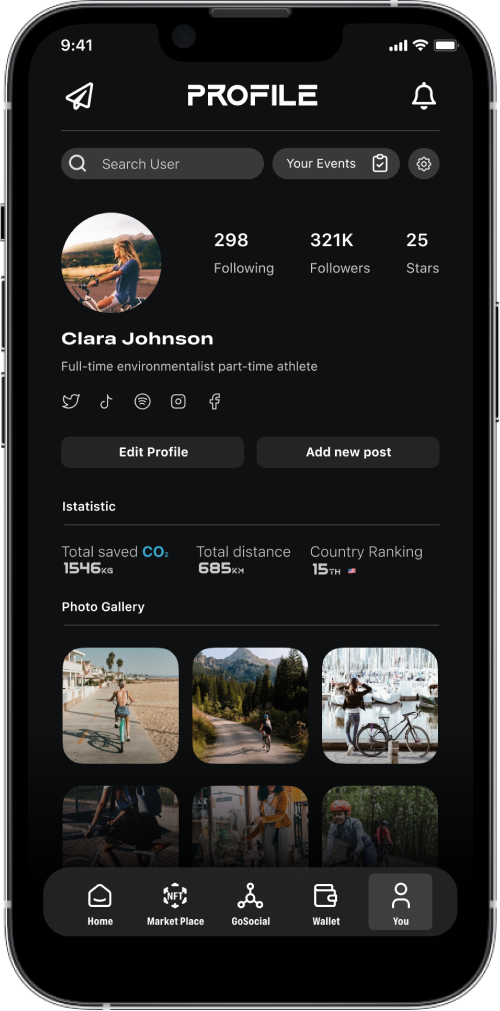 9:41
PROFILE
Search User
Your Events
298 321K 25
Following Followers Stars
Clara Johnson
Full-time environmentalist part-time athlete
Edit Profile Add new post
Istatistic
Total saved CO₂ Total distance Country Ranking
1546KG 685KM 15TH
Photo Gallery
NFT
Home Market Place GoSocial Wallet You